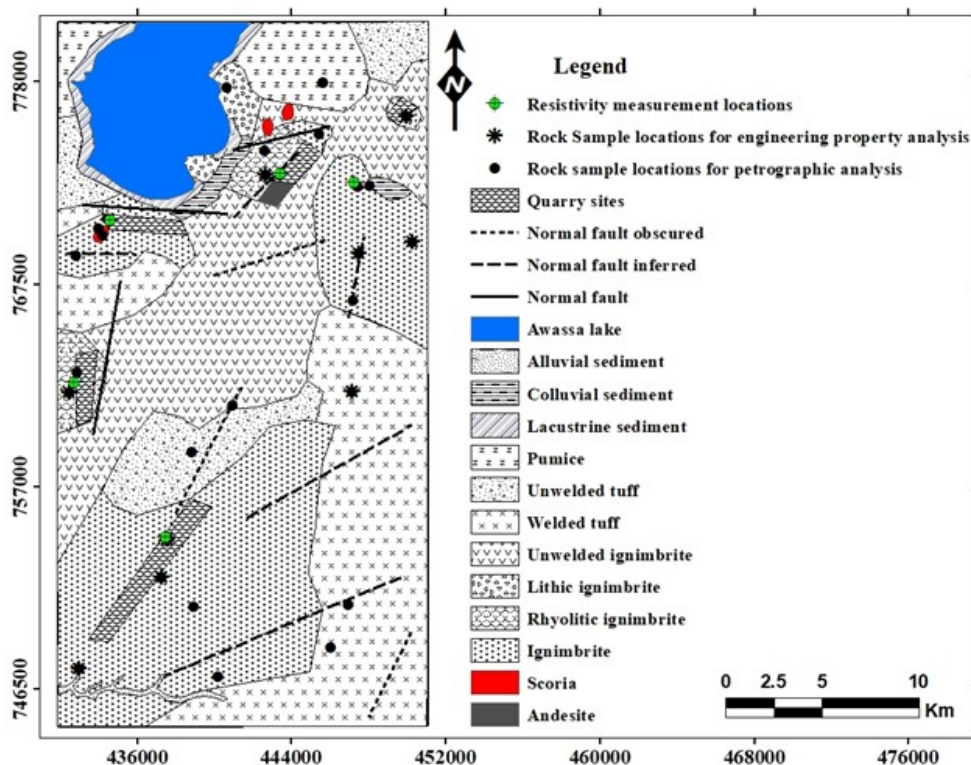 778000
767500
757000
746500
N
Legend
Resistivity measurement locations
Rock Sample locations for engineering property analysis
Rock sample locations for petrographic analysis
Quarry sites
Normal fault obscured
Normal fault inferred
Normal fault
Awassa lake
Alluvial sediment
Colluvial sediment
Lacustrine sediment
Pumice
Unwelded tuff
Welded tuff
Unwelded ignimbrite
Lithic ignimbrite
Rhyolitic ignimbrite
Ignimbrite
Scoria
Andesite
0 2.5 5 10
Km
436000 444000 452000 460000 468000 476000